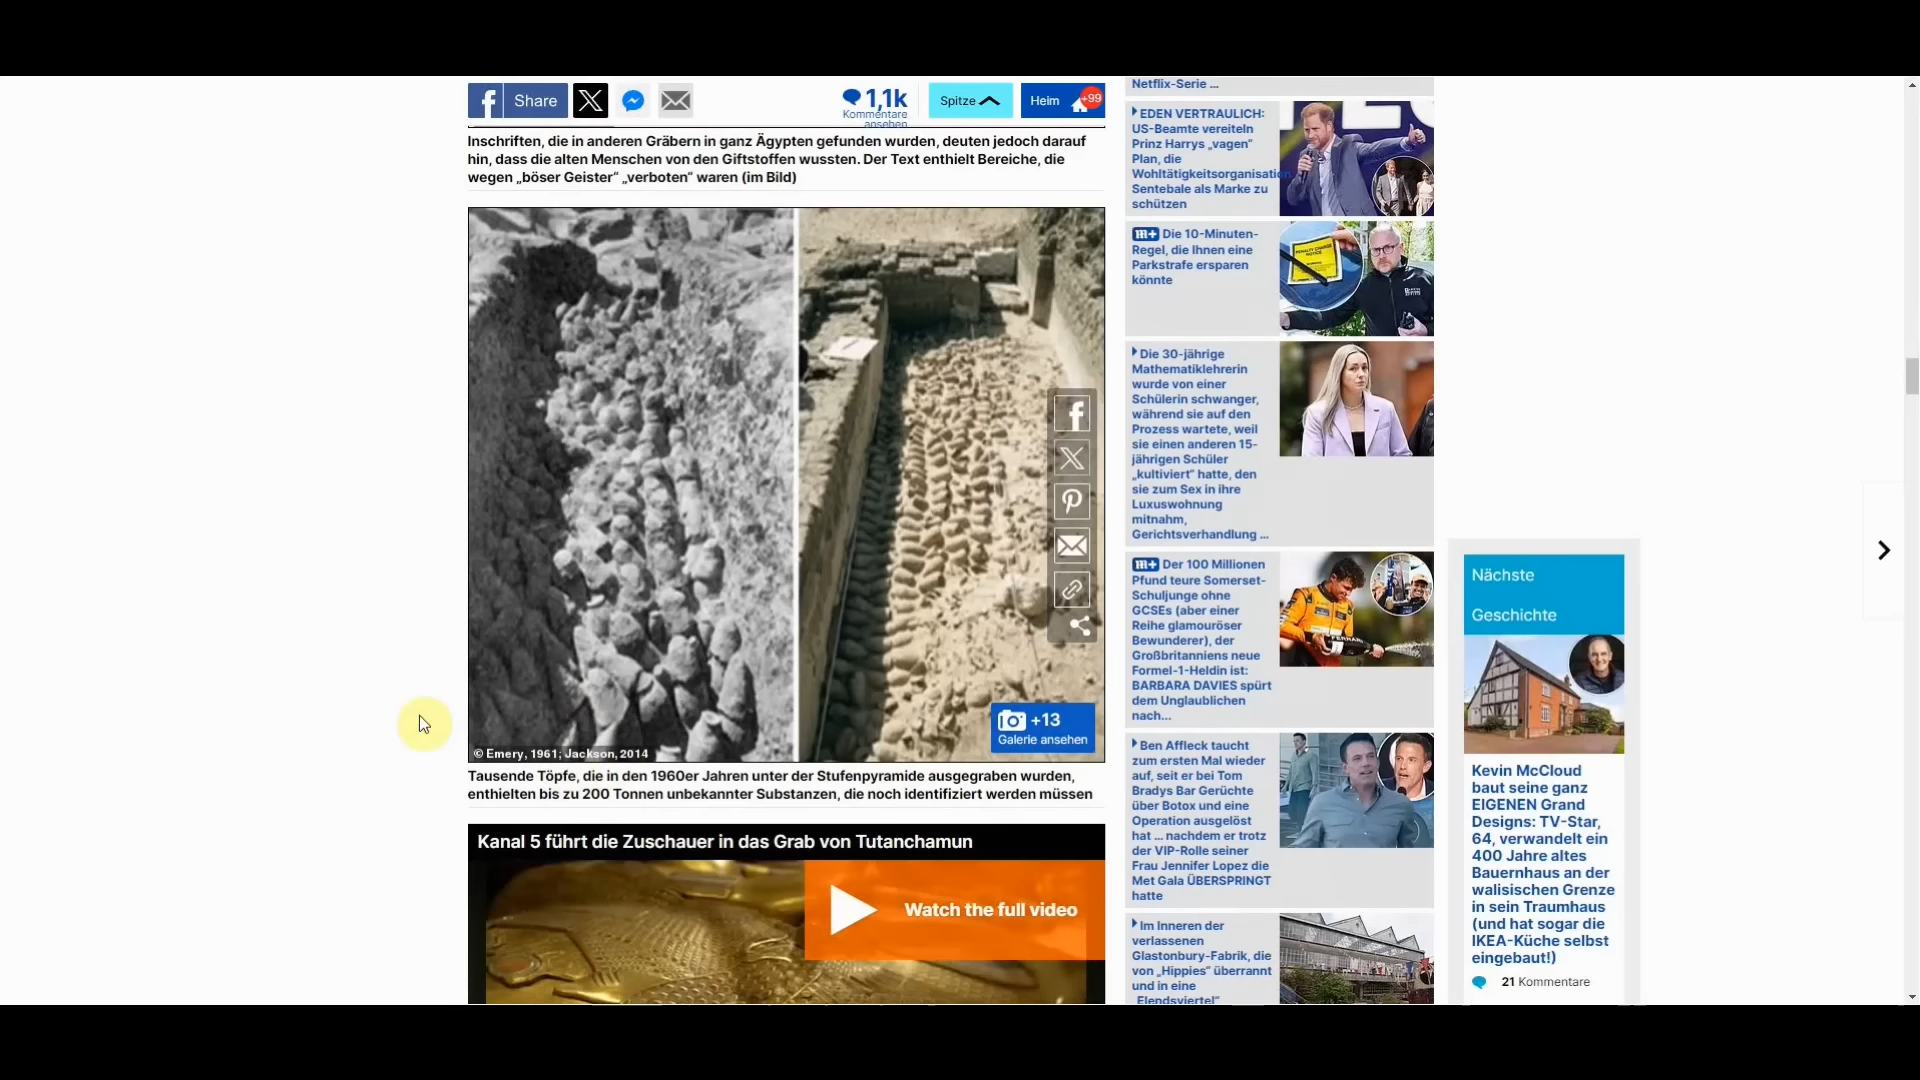 Share
1,1k
Kommentare
ansehen
Spitze
Heim
+99
Inschriften, die in anderen Gräbern in ganz Ägypten gefunden wurden, deuten jedoch darauf
hin, dass die alten Menschen von den Giftstoffen wussten. Der Text enthielt Bereiche, die
wegen „böser Geister“ „verboten“ waren (im Bild)
+13
Galerie ansehen
© Emery, 1961; Jackson, 2014
Tausende Töpfe, die in den 1960er Jahren unter der Stufenpyramide ausgegraben wurden,
enthielten bis zu 200 Tonnen unbekannter Substanzen, die noch identifiziert werden müssen
Kanal 5 führt die Zuschauer in das Grab von Tutanchamun
Watch the full video
Netflix-Serie ...
EDEN VERTRAULICH:
US-Beamte vereiteln
Prinz Harrys „vagen“
Plan, die
Wohltätigkeitsorganisation
Sentebale als Marke zu
schützen
m+ Die 10-Minuten-
Regel, die Ihnen eine
Parkstrafe ersparen
könnte
PENALTY CHARGE
NOTICE
Die 30-jährige
Mathematiklehrerin
wurde von einer
Schülerin schwanger,
während sie auf den
Prozess wartete, weil
sie einen anderen 15-
jährigen Schüler
„kultiviert“ hatte, den
sie zum Sex in ihre
Luxuswohnung
mitnahm,
Gerichtsverhandlung ...
m+ Der 100 Millionen
Pfund teure Somerset-
Schuljunge ohne
GCSEs (aber einer
Reihe glamouröser
Bewunderer), der
Großbritanniens neue
Formel-1-Heldin ist:
BARBARA DAVIES spürt
dem Unglaublichen
nach...
FERRARI
Ben Affleck taucht
zum ersten Mal wieder
auf, seit er bei Tom
Bradys Bar Gerüchte
über Botox und eine
Operation ausgelöst
hat ... nachdem er trotz
der VIP-Rolle seiner
Frau Jennifer Lopez die
Met Gala ÜBERSPRINGT
hatte
Im Inneren der
verlassenen
Glastonbury-Fabrik, die
von „Hippies“ überrannt
und in eine
„Elendsviertel“
Nächste
Geschichte
Kevin McCloud
baut seine ganz
EIGENEN Grand
Designs: TV-Star,
64, verwandelt ein
400 Jahre altes
Bauernhaus an der
walisischen Grenze
in sein Traumhaus
(und hat sogar die
IKEA-Küche selbst
eingebaut!)
21 Kommentare